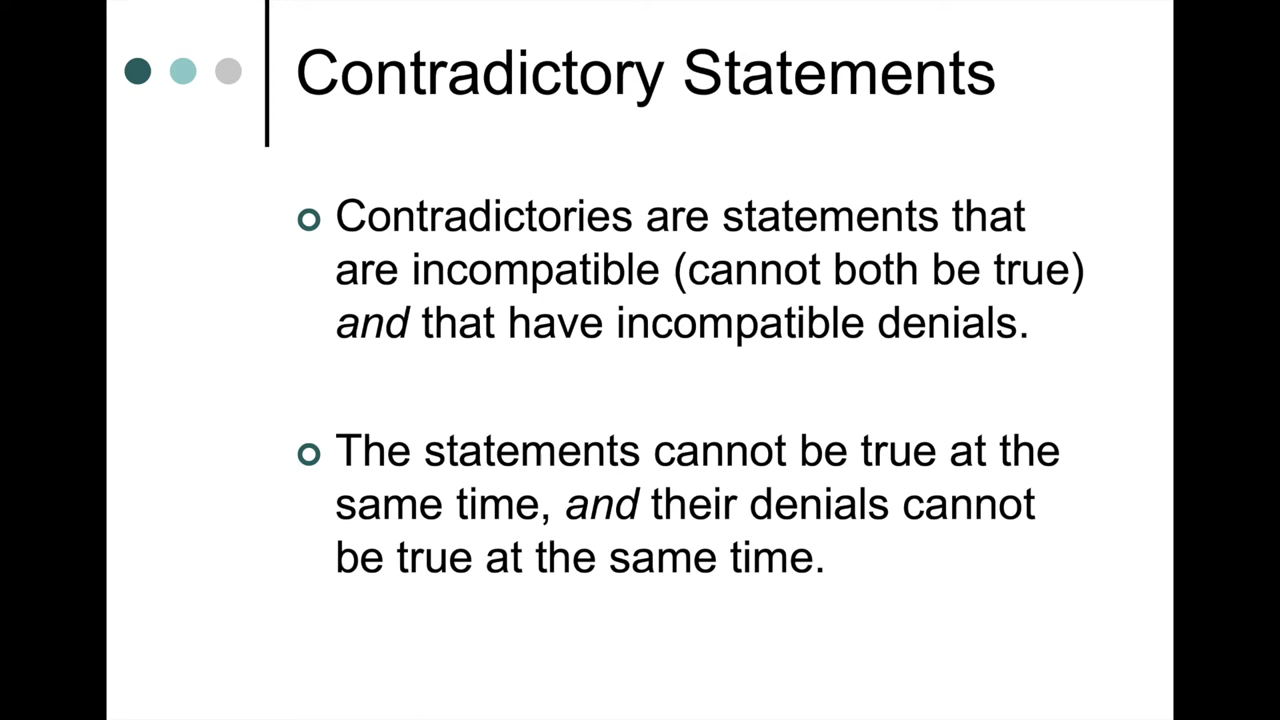 Contradictory Statements
Contradictories are statements that
are incompatible (cannot both be true)
and that have incompatible denials.
The statements cannot be true at the
same time, and their denials cannot
be true at the same time.